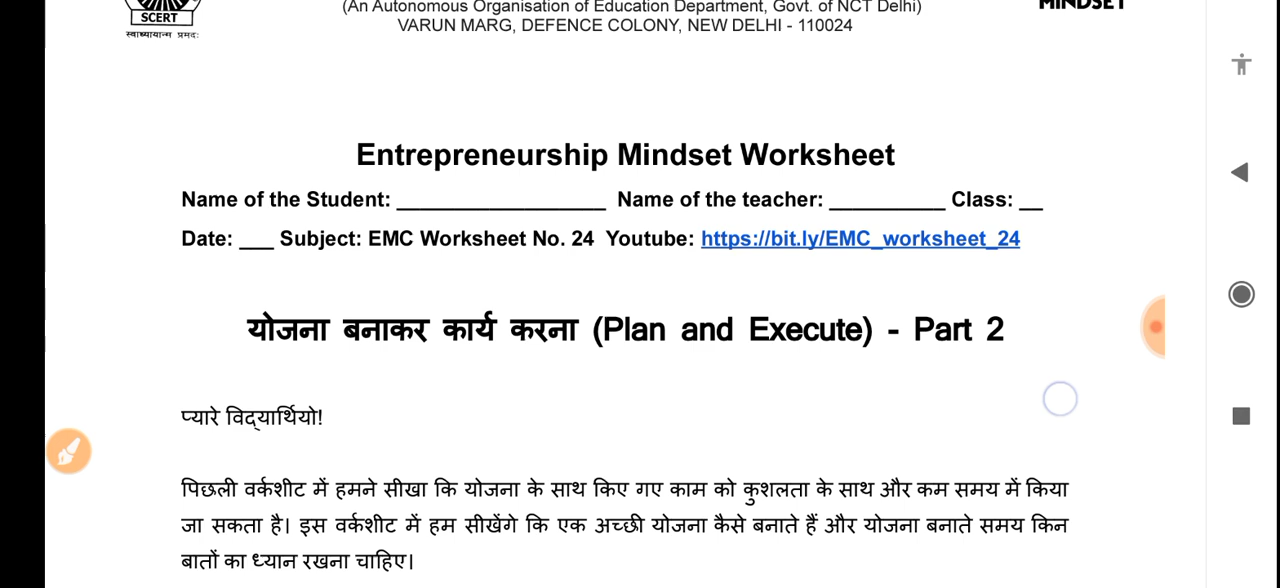 SCERT
स्वाध्यायान्म प्रमदः
(An Autonomous Organisation of Education Department, Govt. of NCT Delhi)
VARUN MARG, DEFENCE COLONY, NEW DELHI - 110024
MINDSET
Entrepreneurship Mindset Worksheet
Name of the Student: _________________ Name of the teacher: __________ Class: __
Date: ___ Subject: EMC Worksheet No. 24 Youtube: https://bit.ly/EMC_worksheet_24
योजना बनाकर कार्य करना (Plan and Execute) - Part 2
प्यारे विद्यार्थियो!
पिछली वर्कशीट में हमने सीखा कि योजना के साथ किए गए काम को कुशलता के साथ और कम समय में किया
जा सकता है। इस वर्कशीट में हम सीखेंगे कि एक अच्छी योजना कैसे बनाते हैं और योजना बनाते समय किन
बातों का ध्यान रखना चाहिए।